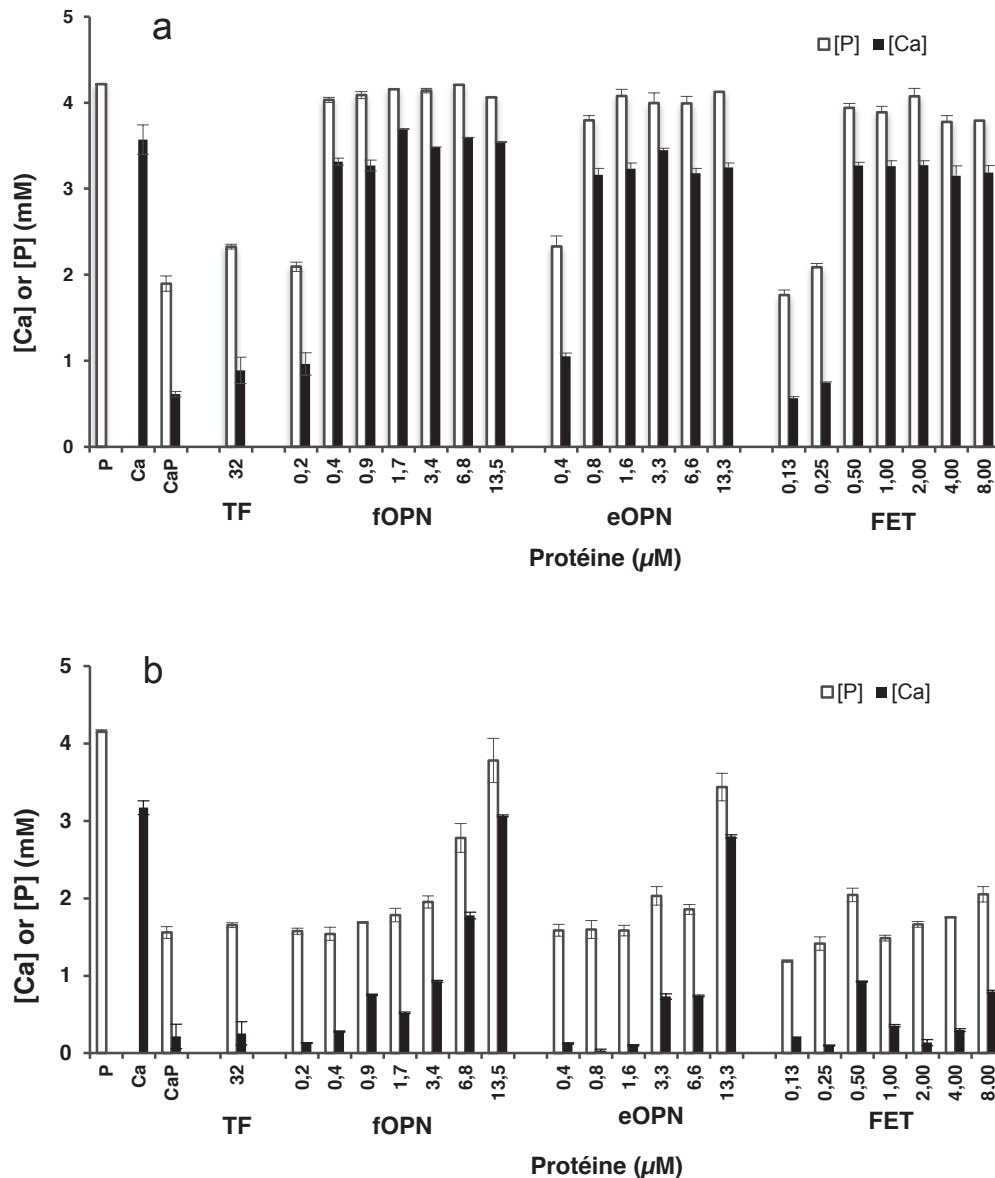 a
[P] [Ca]
5
4
3
2
1
0
[Ca] or [P] (mM)
P Ca CaP 32 0,2 0,4 0,9 1,7 3,4 6,8 13,5 0,4 0,8 1,6 3,3 6,6 13,3 0,13 0,25 0,50 1,00 2,00 4,00 8,00
TF fOPN eOPN FET
Protéine (µM)
b
[P] [Ca]
5
4
3
2
1
0
[Ca] or [P] (mM)
P Ca CaP 32 0,2 0,4 0,9 1,7 3,4 6,8 13,5 0,4 0,8 1,6 3,3 6,6 13,3 0,13 0,25 0,50 1,00 2,00 4,00 8.00
TF fOPN eOPN FET
Protéine (µM)